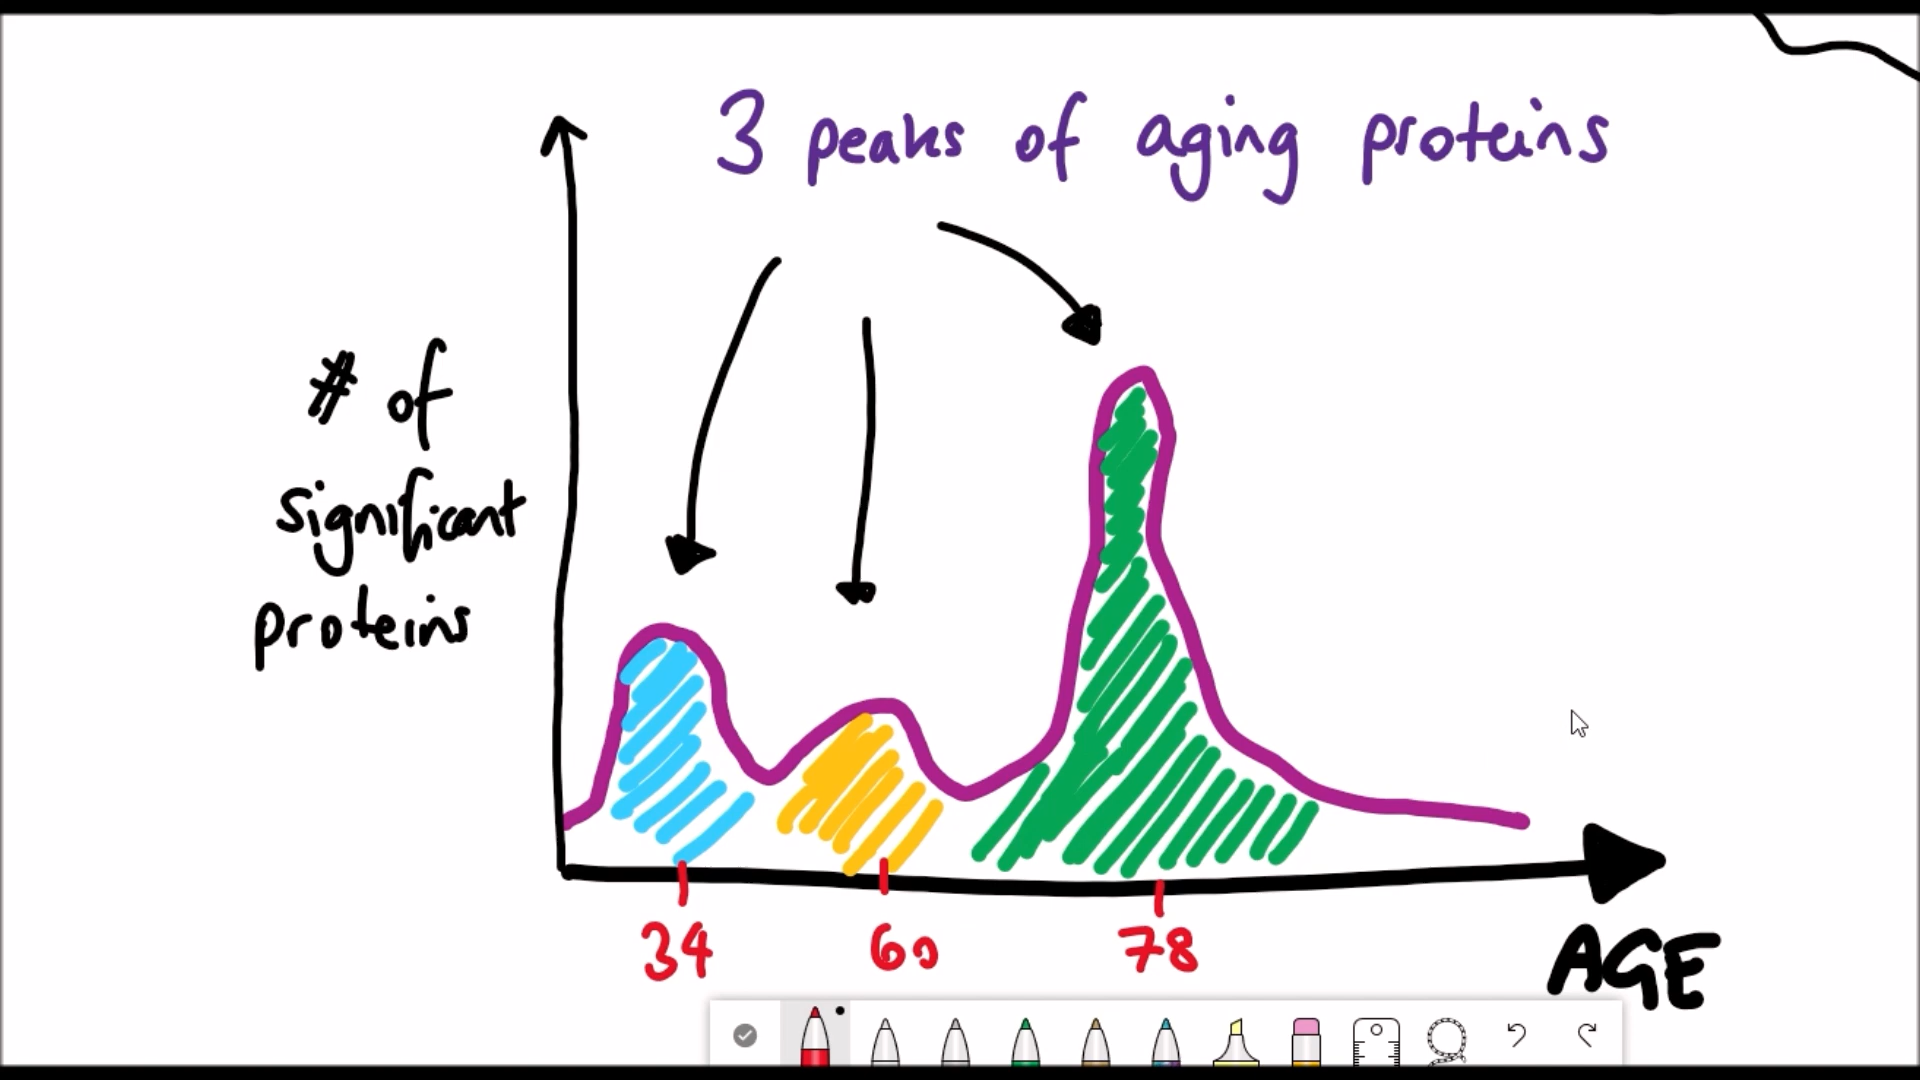 3 peaks of aging proteins
# of
significant
proteins
34 60 78
AGE